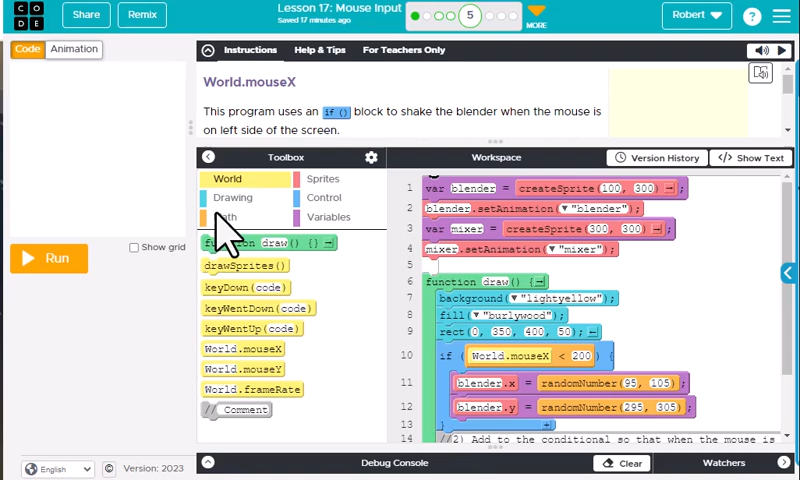 CO
DE
Share
Remix
Lesson 17: Mouse Input
Saved 17 minutes ago
5
MORE
Robert
?
Code
Animation
Instructions
Help & Tips
For Teachers Only
World.mouseX
This program uses an if () block to shake the blender when the mouse is
on left side of the screen.
Toolbox
Workspace
Version History
</> Show Text
World
Sprites
Drawing
Control
Variables
function draw() {}
drawSprites()
keyDown(code)
keyWentDown(code)
keyWentUp(code)
World.mouseX
World.mouseY
World.frameRate
// Comment
Show grid
Run
1 var blender = createSprite(100, 300);
2 blender.setAnimation("blender");
3 var mixer = createSprite(300, 300);
4 mixer.setAnimation("mixer");
5
6 function draw() {
7 background("lightyellow");
8 fill("burlywood");
9 rect(0, 350, 400, 50);
10 if (World.mouseX < 200) {
11 blender.x = randomNumber(95, 105);
12 blender.y = randomNumber(295, 305);
13 }
14 //2) Add to the conditional so that when the mouse is
English
© Version: 2023
Debug Console
Clear
Watchers